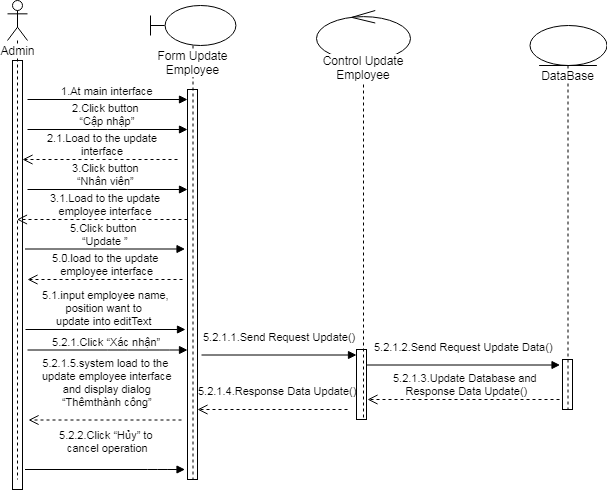 Admin
Form Update
Employee
Control Update
Employee
DataBase
1.At main interface
2.Click button
“Cập nhập”
2.1.Load to the update
interface
3.Click button
“Nhân viên”
3.1.Load to the update
employee interface
5.Click button
“Update ”
5.0.load to the update
employee interface
5.1.input employee name,
position want to
update into editText
5.2.1.Click “Xác nhận”
5.2.1.1.Send Request Update()
5.2.1.2.Send Request Update Data()
5.2.1.3.Update Database and
Response Data Update()
5.2.1.4.Response Data Update()
5.2.1.5.system load to the
update employee interface
and display dialog
“Thêmthành công”
5.2.2.Click “Hủy” to
cancel operation